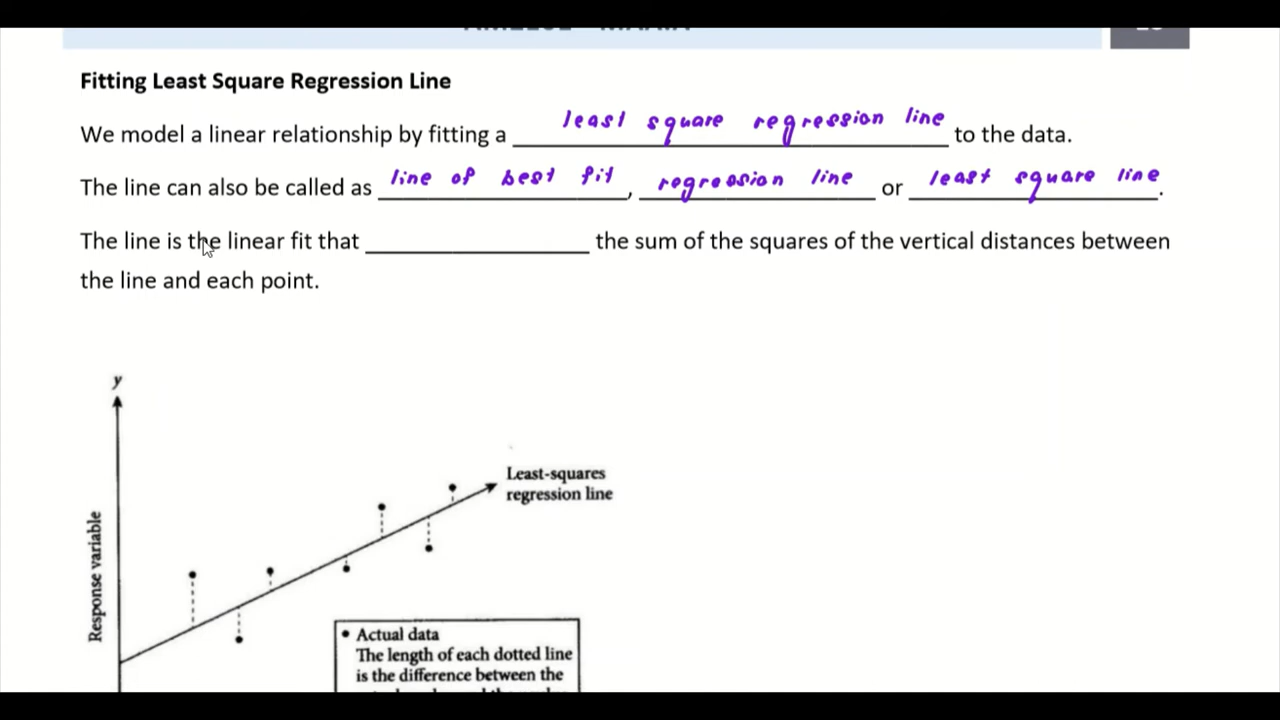 Fitting Least Square Regression Line
We model a linear relationship by fitting a least square regression line to the data.
The line can also be called as line of best fit, regression line or least square line.
The line is the linear fit that ____________ the sum of the squares of the vertical distances between
the line and each point.
y
Least-squares
regression line
Response variable
• Actual data
The length of each dotted line
is the difference between the